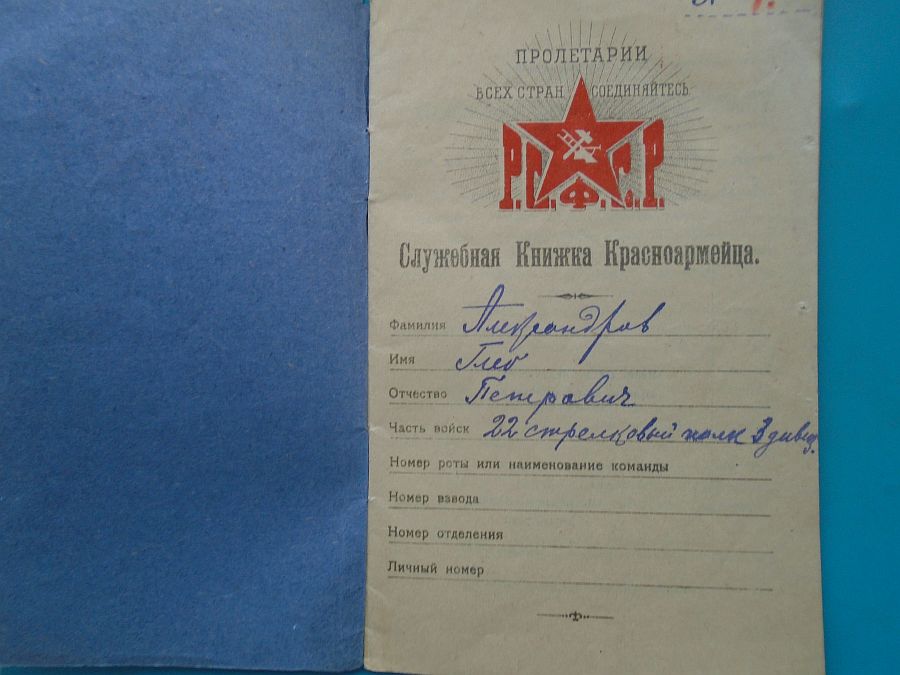 ПРОЛЕТАРИИ
ВСЕХ СТРАН, СОЕДИНЯЙТЕСЬ.
Р.С.Ф.С.Р.
Служебная Книжка Красноармейца.
Фамилия Александров
Имя Глеб
Отчество Петрович
Часть войск 22 стрелковый полк 3 дивиз.
Номер роты или наименование команды
Номер взвода
Номер отделения
Личный номер